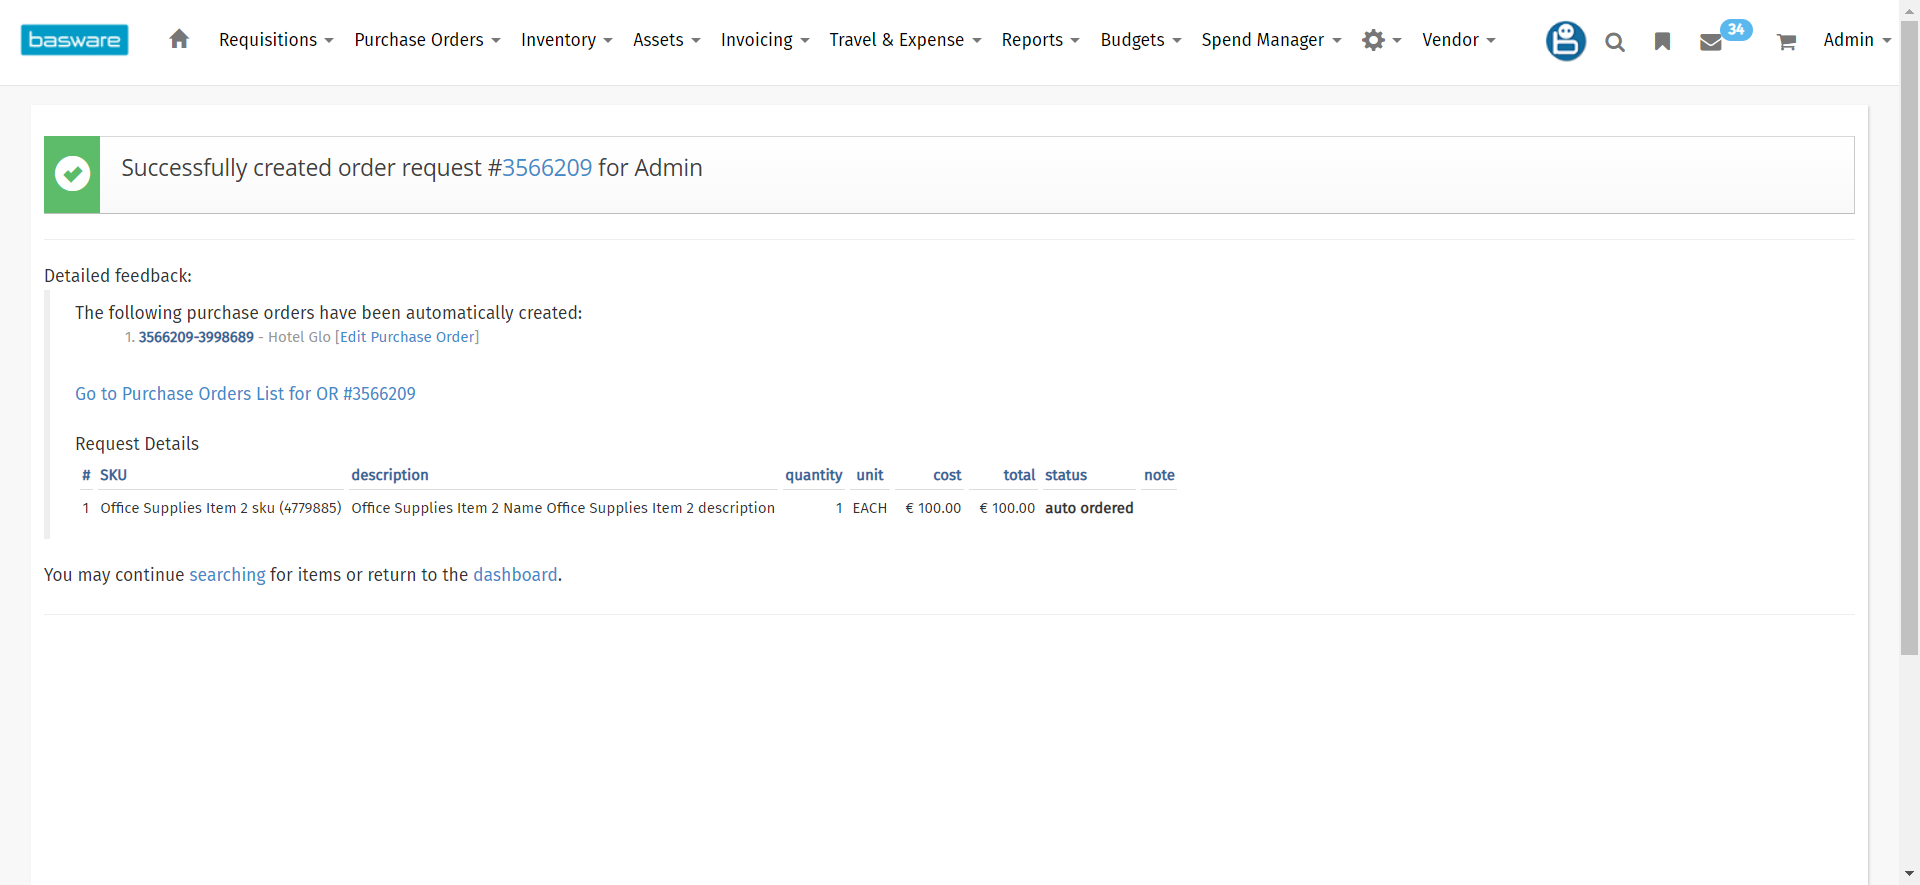 basware Requisitions Purchase Orders Inventory Assets Invoicing Travel & Expense Reports Budgets Spend Manager Vendor 34 Admin
Successfully created order request #3566209 for Admin
Detailed feedback:
The following purchase orders have been automatically created:
1. 3566209-3998689 - Hotel Glo [Edit Purchase Order]
Go to Purchase Orders List for OR #3566209
Request Details
# SKU description quantity unit cost total status note
1 Office Supplies Item 2 sku (4779885) Office Supplies Item 2 Name Office Supplies Item 2 description 1 EACH € 100.00 € 100.00 auto ordered
You may continue searching for items or return to the dashboard.